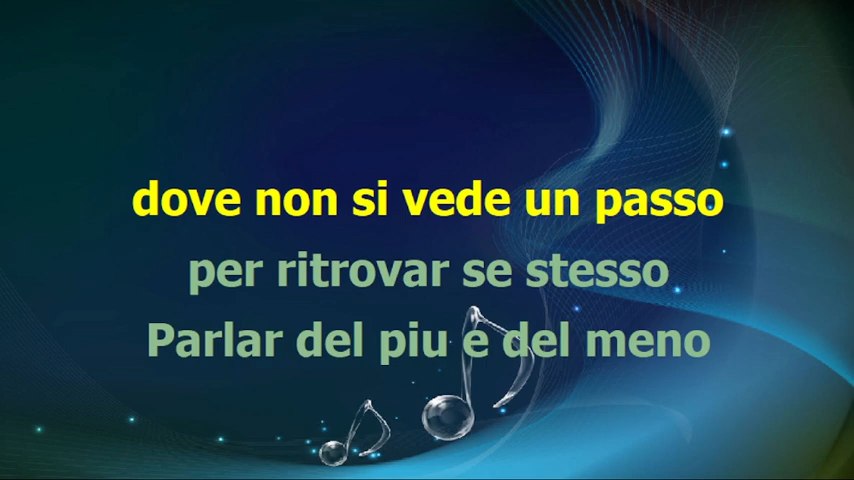 dove non si vede un passo
per ritrovar se stesso
Parlar del piu e del meno